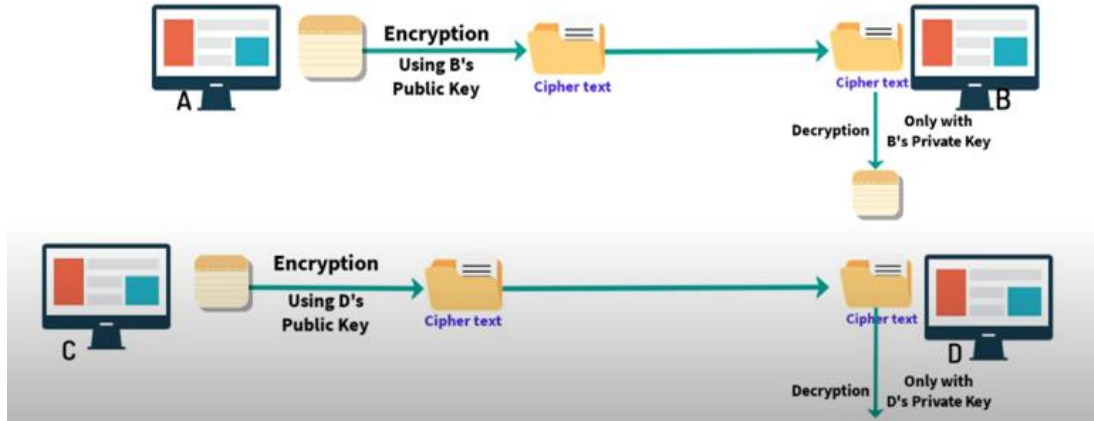 Encryption
Using B's
Public Key
Cipher text
A
Cipher text
B
Decryption
Only with
B's Private Key
Encryption
Using D's
Public Key
Cipher text
C
Cipher text
D
Decryption
Only with
D's Private Key